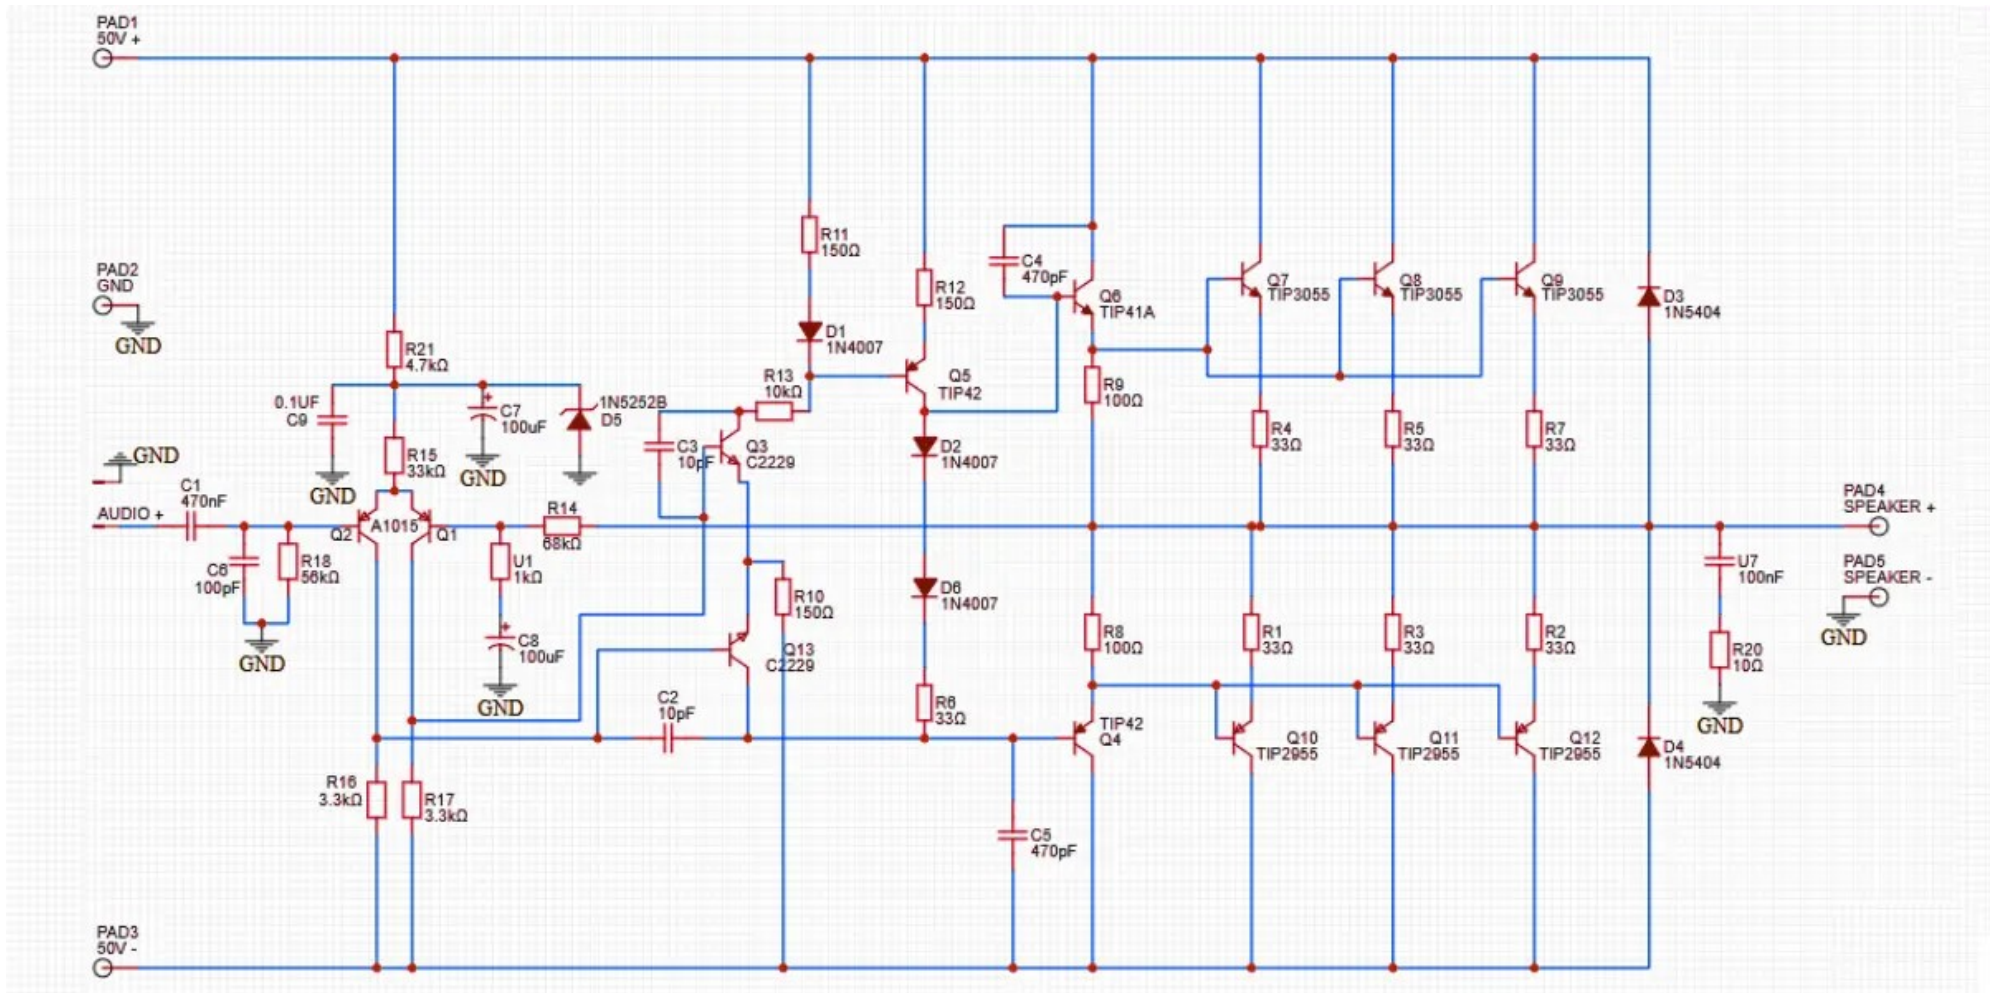 PAD1
50V +
PAD2
GND
GND
R21
4.7kΩ
0.1UF
C9
GND
C7
100uF
GND
1N5252B
D5
R15
33kΩ
GND
C1
470nF
AUDIO +
C6
100pF
R18
56kΩ
GND
Q2
A1015
Q1
U1
1kΩ
C8
100uF
GND
R14
68kΩ
R16
3.3kΩ
R17
3.3kΩ
PAD3
50V -
R11
150Ω
D1
1N4007
R13
10kΩ
C3
10pF
Q3
C2229
R10
150Ω
Q13
C2229
C2
10pF
R12
150Ω
Q5
TIP42
D2
1N4007
D6
1N4007
R6
33Ω
C4
470pF
Q6
TIP41A
R9
100Ω
R8
100Ω
TIP42
Q4
C5
470pF
Q7
TIP3055
Q8
TIP3055
Q9
TIP3055
R4
33Ω
R5
33Ω
R7
33Ω
R1
33Ω
R3
33Ω
R2
33Ω
Q10
TIP2955
Q11
TIP2955
Q12
TIP2955
D3
1N5404
D4
1N5404
PAD4
SPEAKER +
PAD5
SPEAKER -
GND
U7
100nF
R20
10Ω
GND